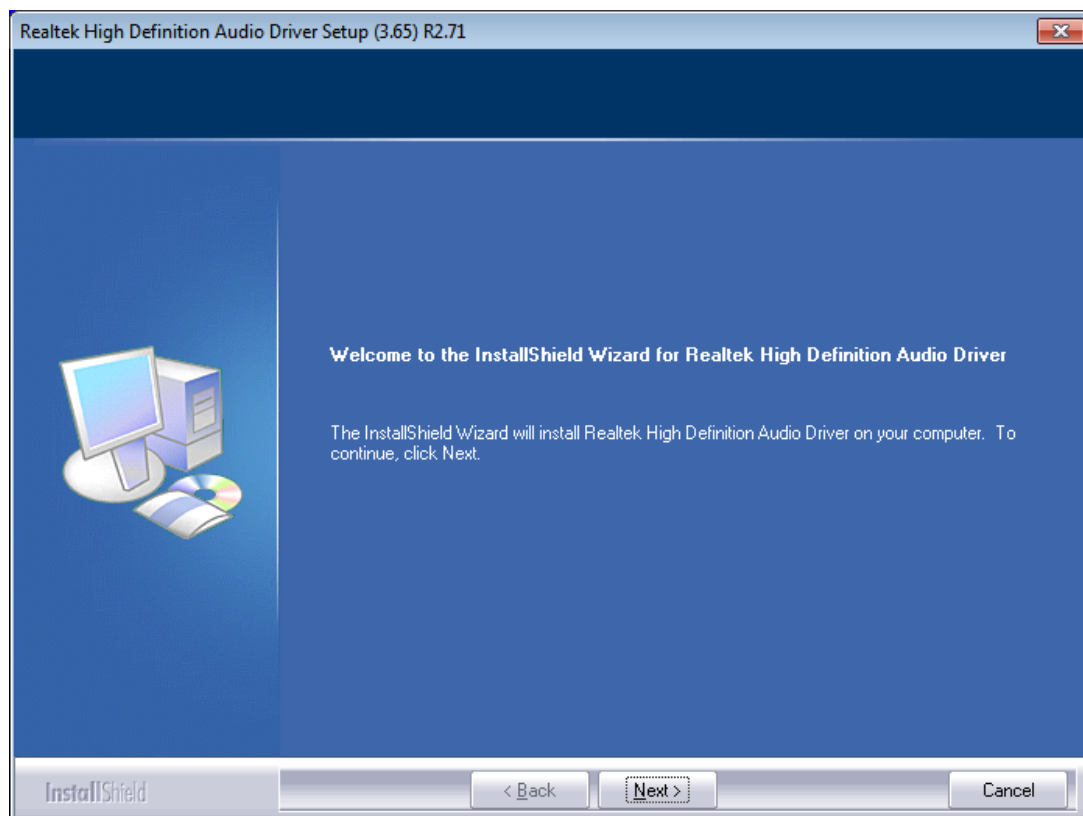 Realtek High Definition Audio Driver Setup (3.65) R2.71
Welcome to the InstallShield Wizard for Realtek High Definition Audio Driver
The InstallShield Wizard will install Realtek High Definition Audio Driver on your computer. To
continue, click Next.
InstallShield
< Back
Next >
Cancel